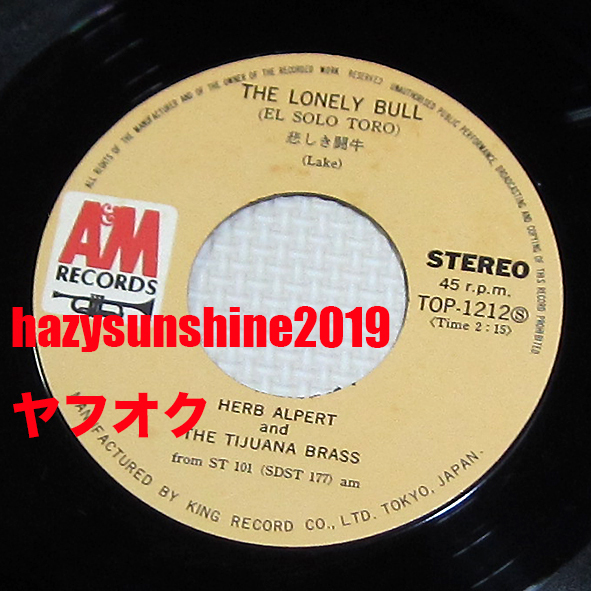 ALL RIGHTS OF THE MANUFACTURER AND OF THE OWNER OF THE RECORDED WORK RESERVED UNAUTHORISED PUBLIC PERFORMANCE, BROADCASTING AND COPYING OF THIS RECORD PROHIBITED
THE LONELY BULL
(EL SOLO TORO)
悲しき闘牛
(Lake)
A&M
RECORDS
STEREO
45 r.p.m.
TOP-1212Ⓢ
(Time 2:15)
hazysunshine2019
ヤフオク
HERB ALPERT
and
THE TIJUANA BRASS
from ST 101 (SDST 177) am
MANUFACTURED BY KING RECORD CO., LTD. TOKYO, JAPAN.